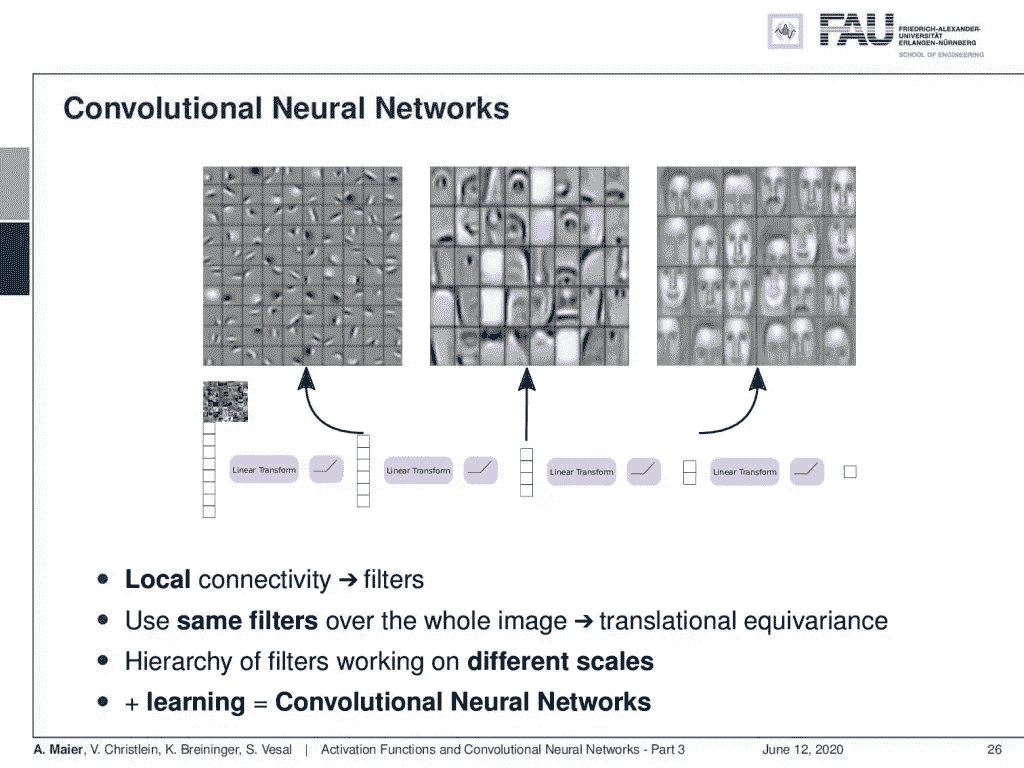 FAU
FRIEDRICH-ALEXANDER-
UNIVERSITÄT
ERLANGEN-NÜRNBERG
SCHOOL OF ENGINEERING
Convolutional Neural Networks
Linear Transform Linear Transform Linear Transform Linear Transform
• Local connectivity ➔ filters
• Use same filters over the whole image ➔ translational equivariance
• Hierarchy of filters working on different scales
• + learning = Convolutional Neural Networks
A. Maier, V. Christlein, K. Breininger, S. Vesal | Activation Functions and Convolutional Neural Networks - Part 3 June 12, 2020 26